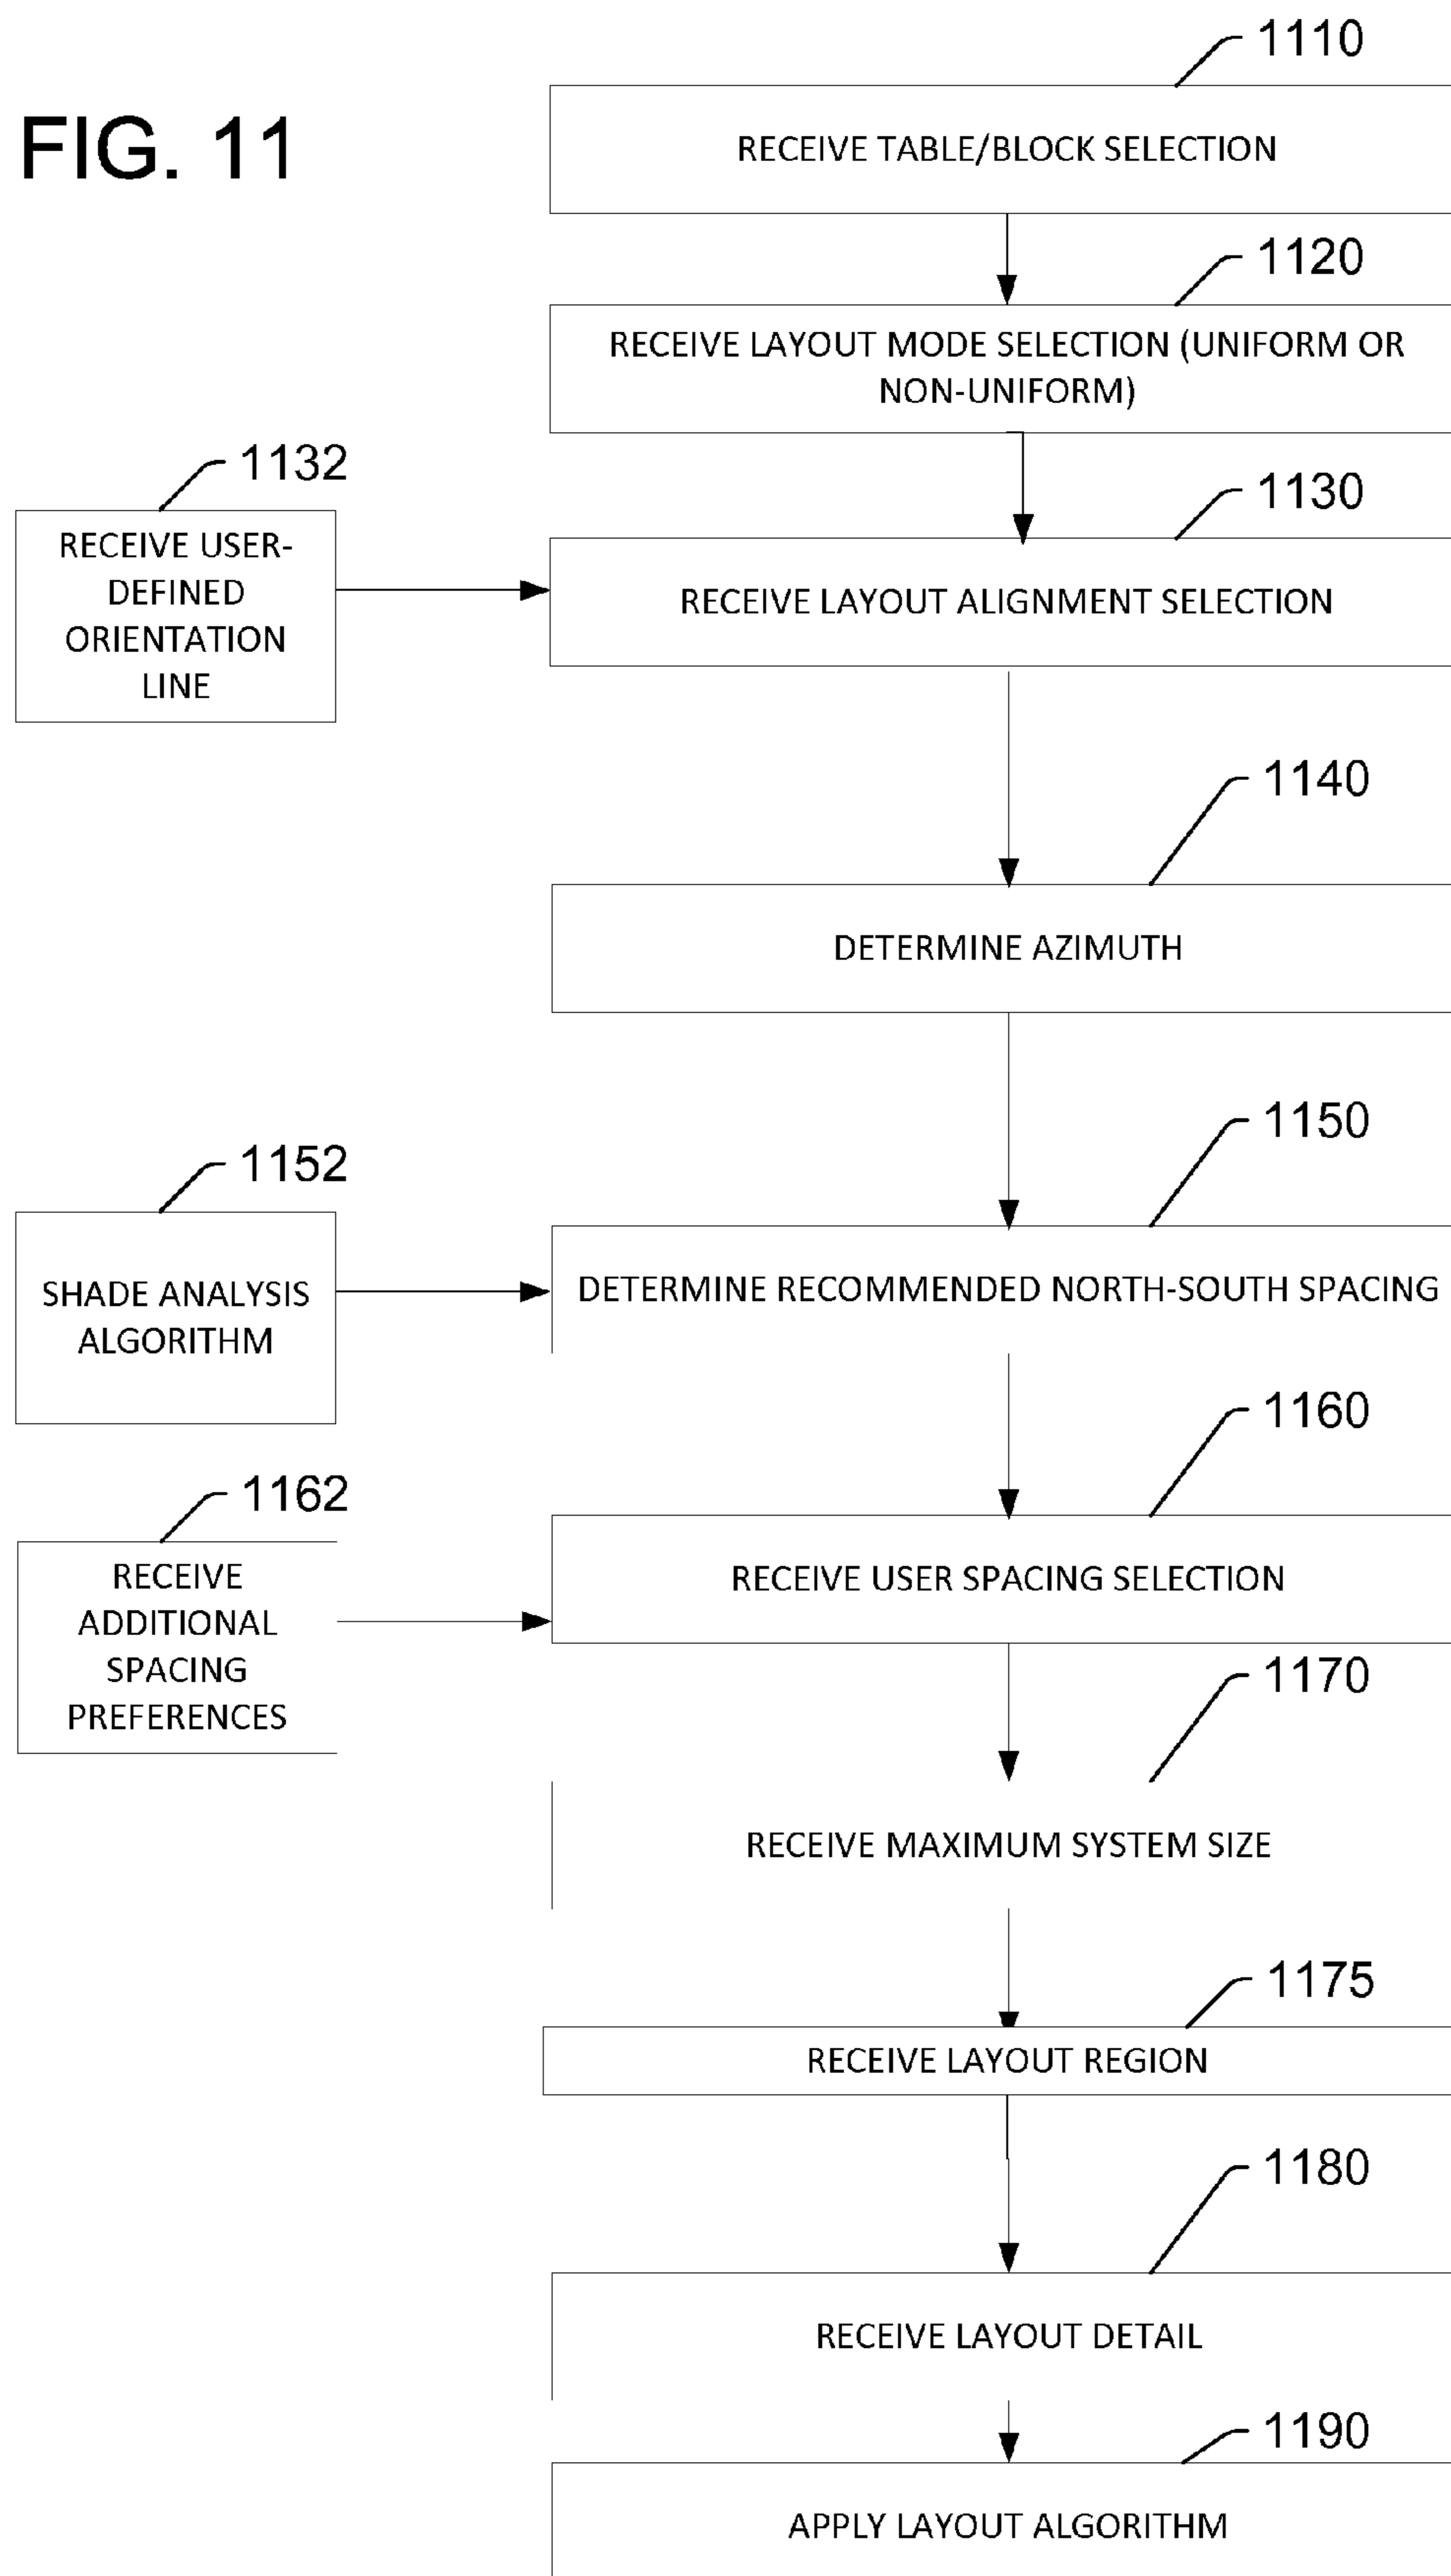 FIG. 11
1110
RECEIVE TABLE/BLOCK SELECTION
1120
RECEIVE LAYOUT MODE SELECTION (UNIFORM OR
NON-UNIFORM)
1132
RECEIVE USER-
DEFINED
ORIENTATION
LINE
1130
RECEIVE LAYOUT ALIGNMENT SELECTION
1140
DETERMINE AZIMUTH
1152
SHADE ANALYSIS
ALGORITHM
1150
DETERMINE RECOMMENDED NORTH-SOUTH SPACING
1162
RECEIVE
ADDITIONAL
SPACING
PREFERENCES
1160
RECEIVE USER SPACING SELECTION
1170
RECEIVE MAXIMUM SYSTEM SIZE
1175
RECEIVE LAYOUT REGION
1180
RECEIVE LAYOUT DETAIL
1190
APPLY LAYOUT ALGORITHM